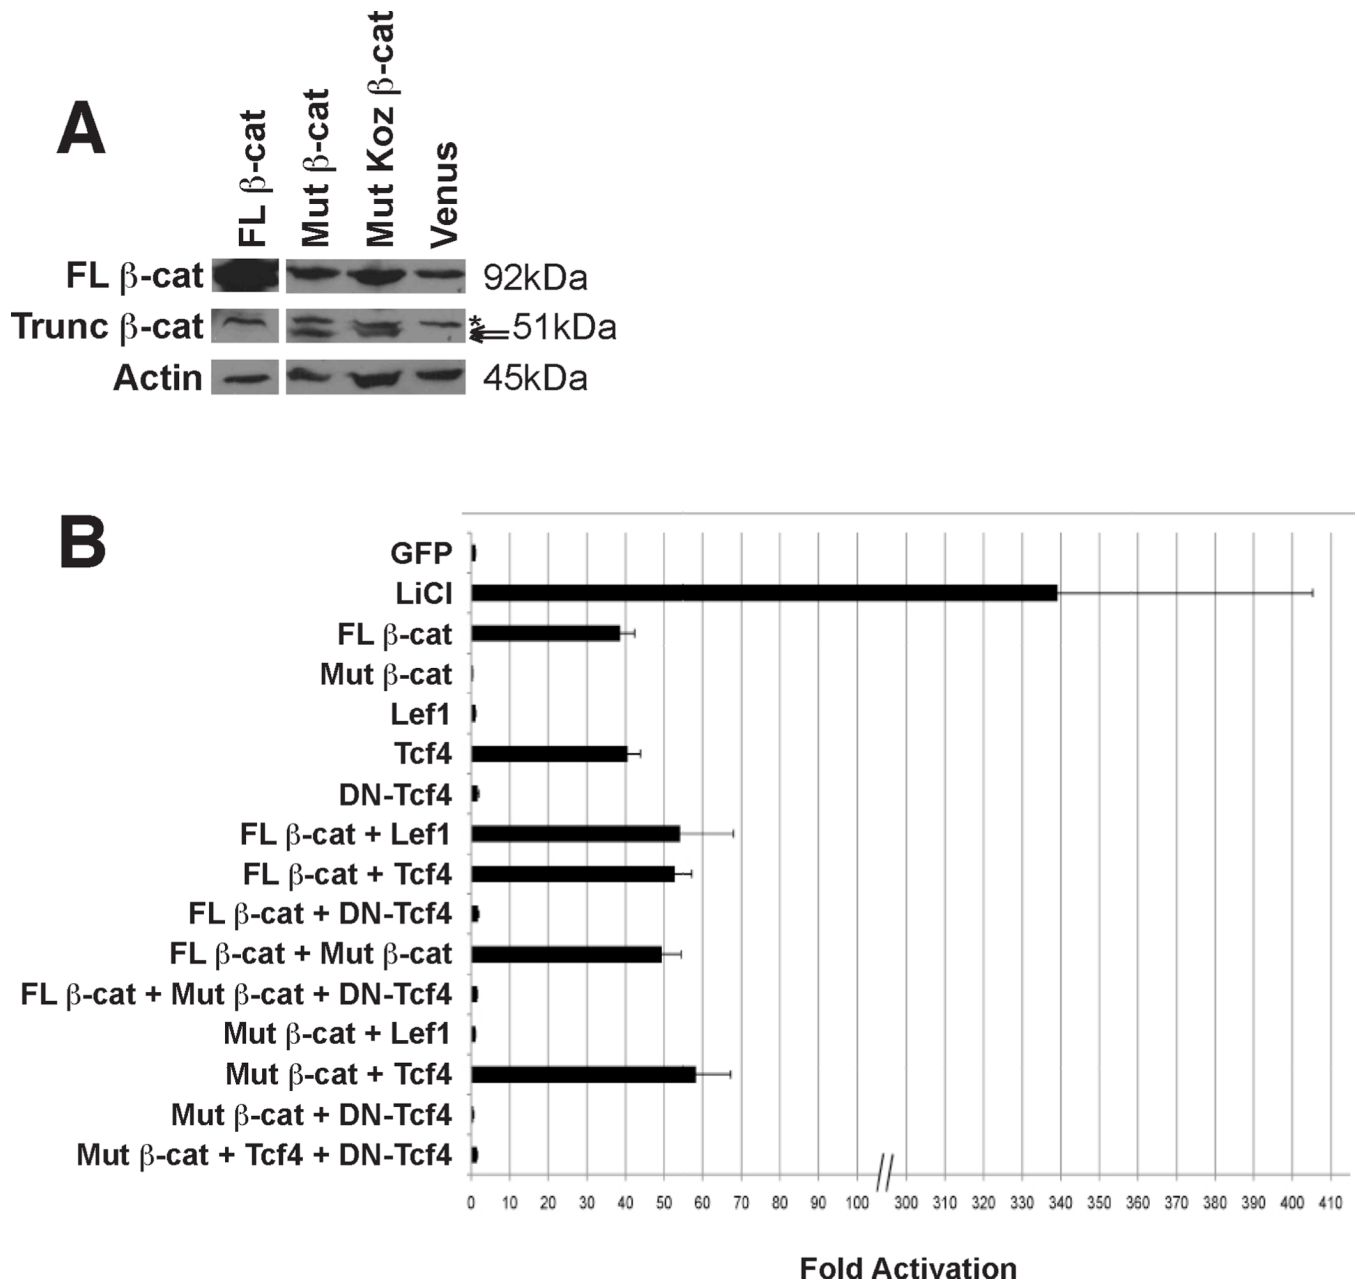 A
FL β-cat
Mut β-cat
Mut Koz β-cat
Venus
FL β-cat 92kDa
Trunc β-cat * 51kDa
Actin 45kDa
B
GFP
LiCl
FL β-cat
Mut β-cat
Lef1
Tcf4
DN-Tcf4
FL β-cat + Lef1
FL β-cat + Tcf4
FL β-cat + DN-Tcf4
FL β-cat + Mut β-cat
FL β-cat + Mut β-cat + DN-Tcf4
Mut β-cat + Lef1
Mut β-cat + Tcf4
Mut β-cat + DN-Tcf4
Mut β-cat + Tcf4 + DN-Tcf4
0 10 20 30 40 50 60 70 80 90 100 // 300 320 330 340 350 360 370 380 390 400 410
Fold Activation